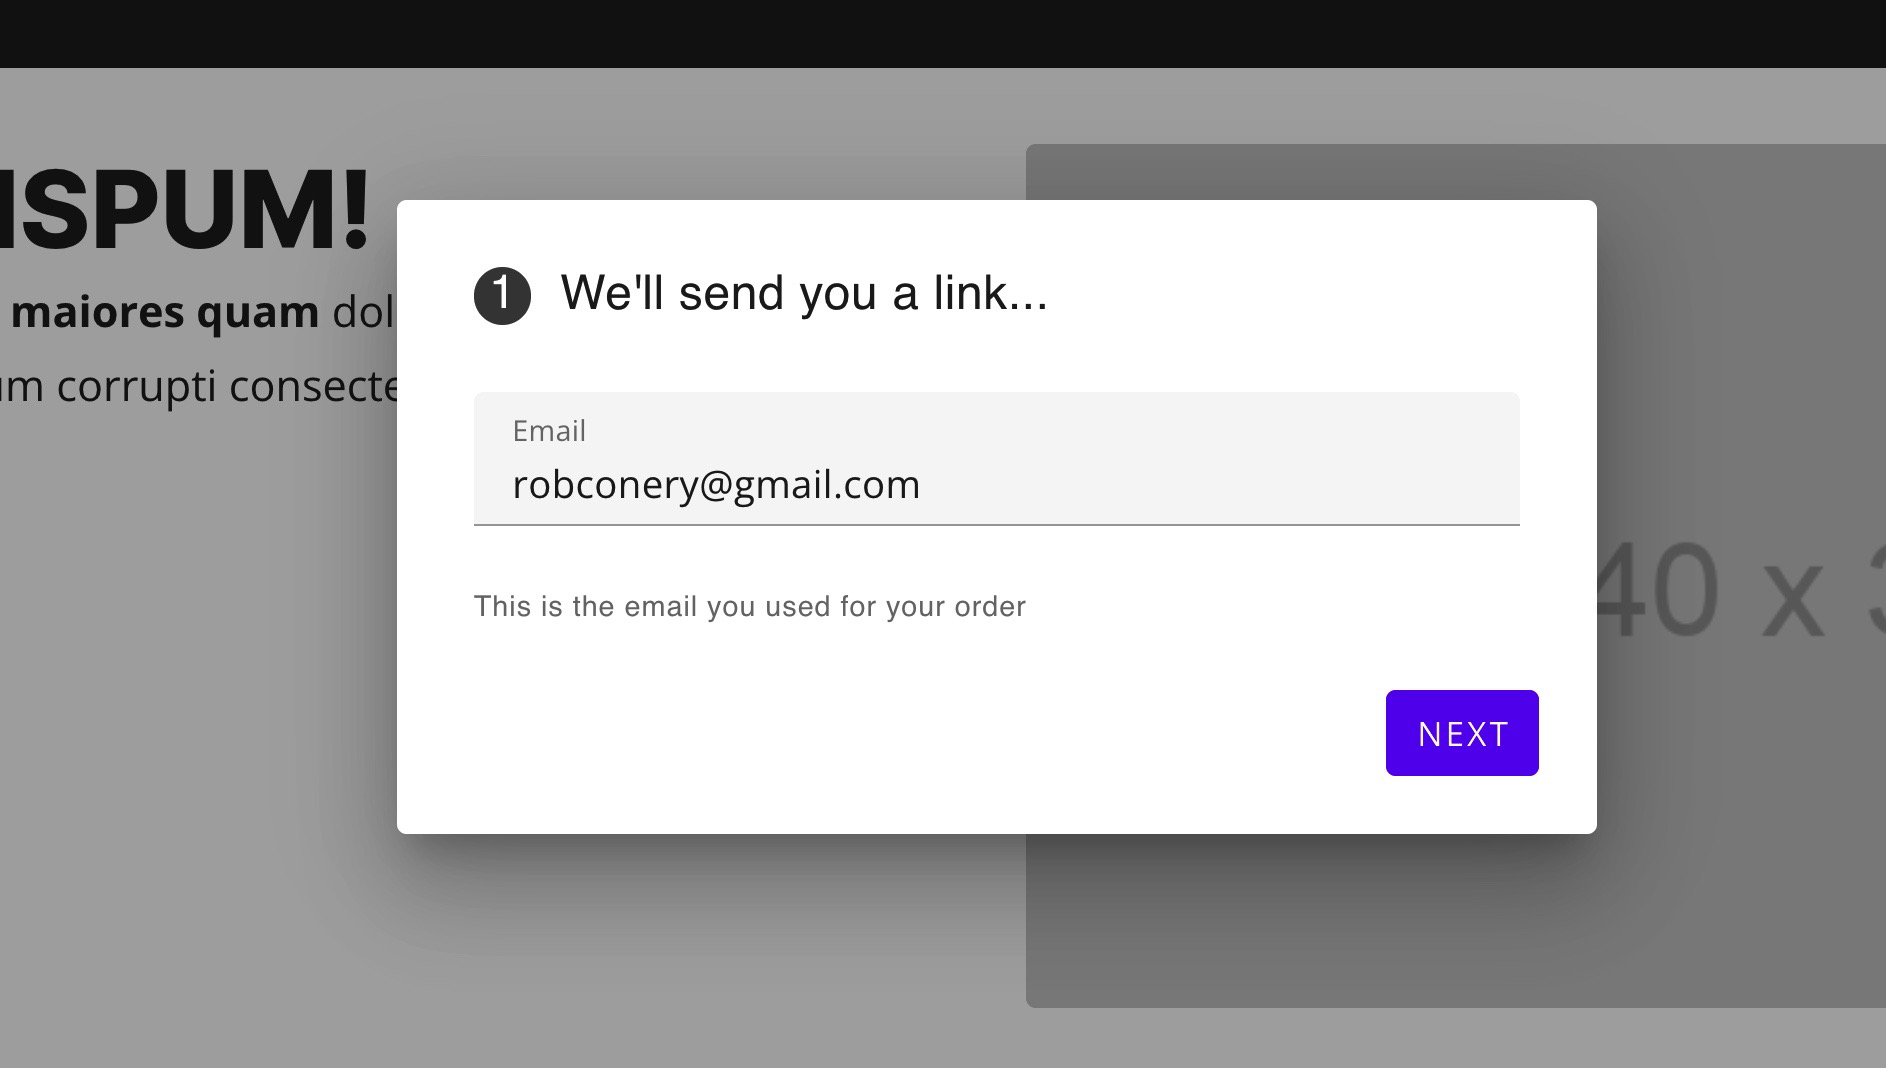 ISPUM!
maiores quam dol
um corrupti consecte
1 We'll send you a link...
Email
robconery@gmail.com
This is the email you used for your order
40 x 3
NEXT